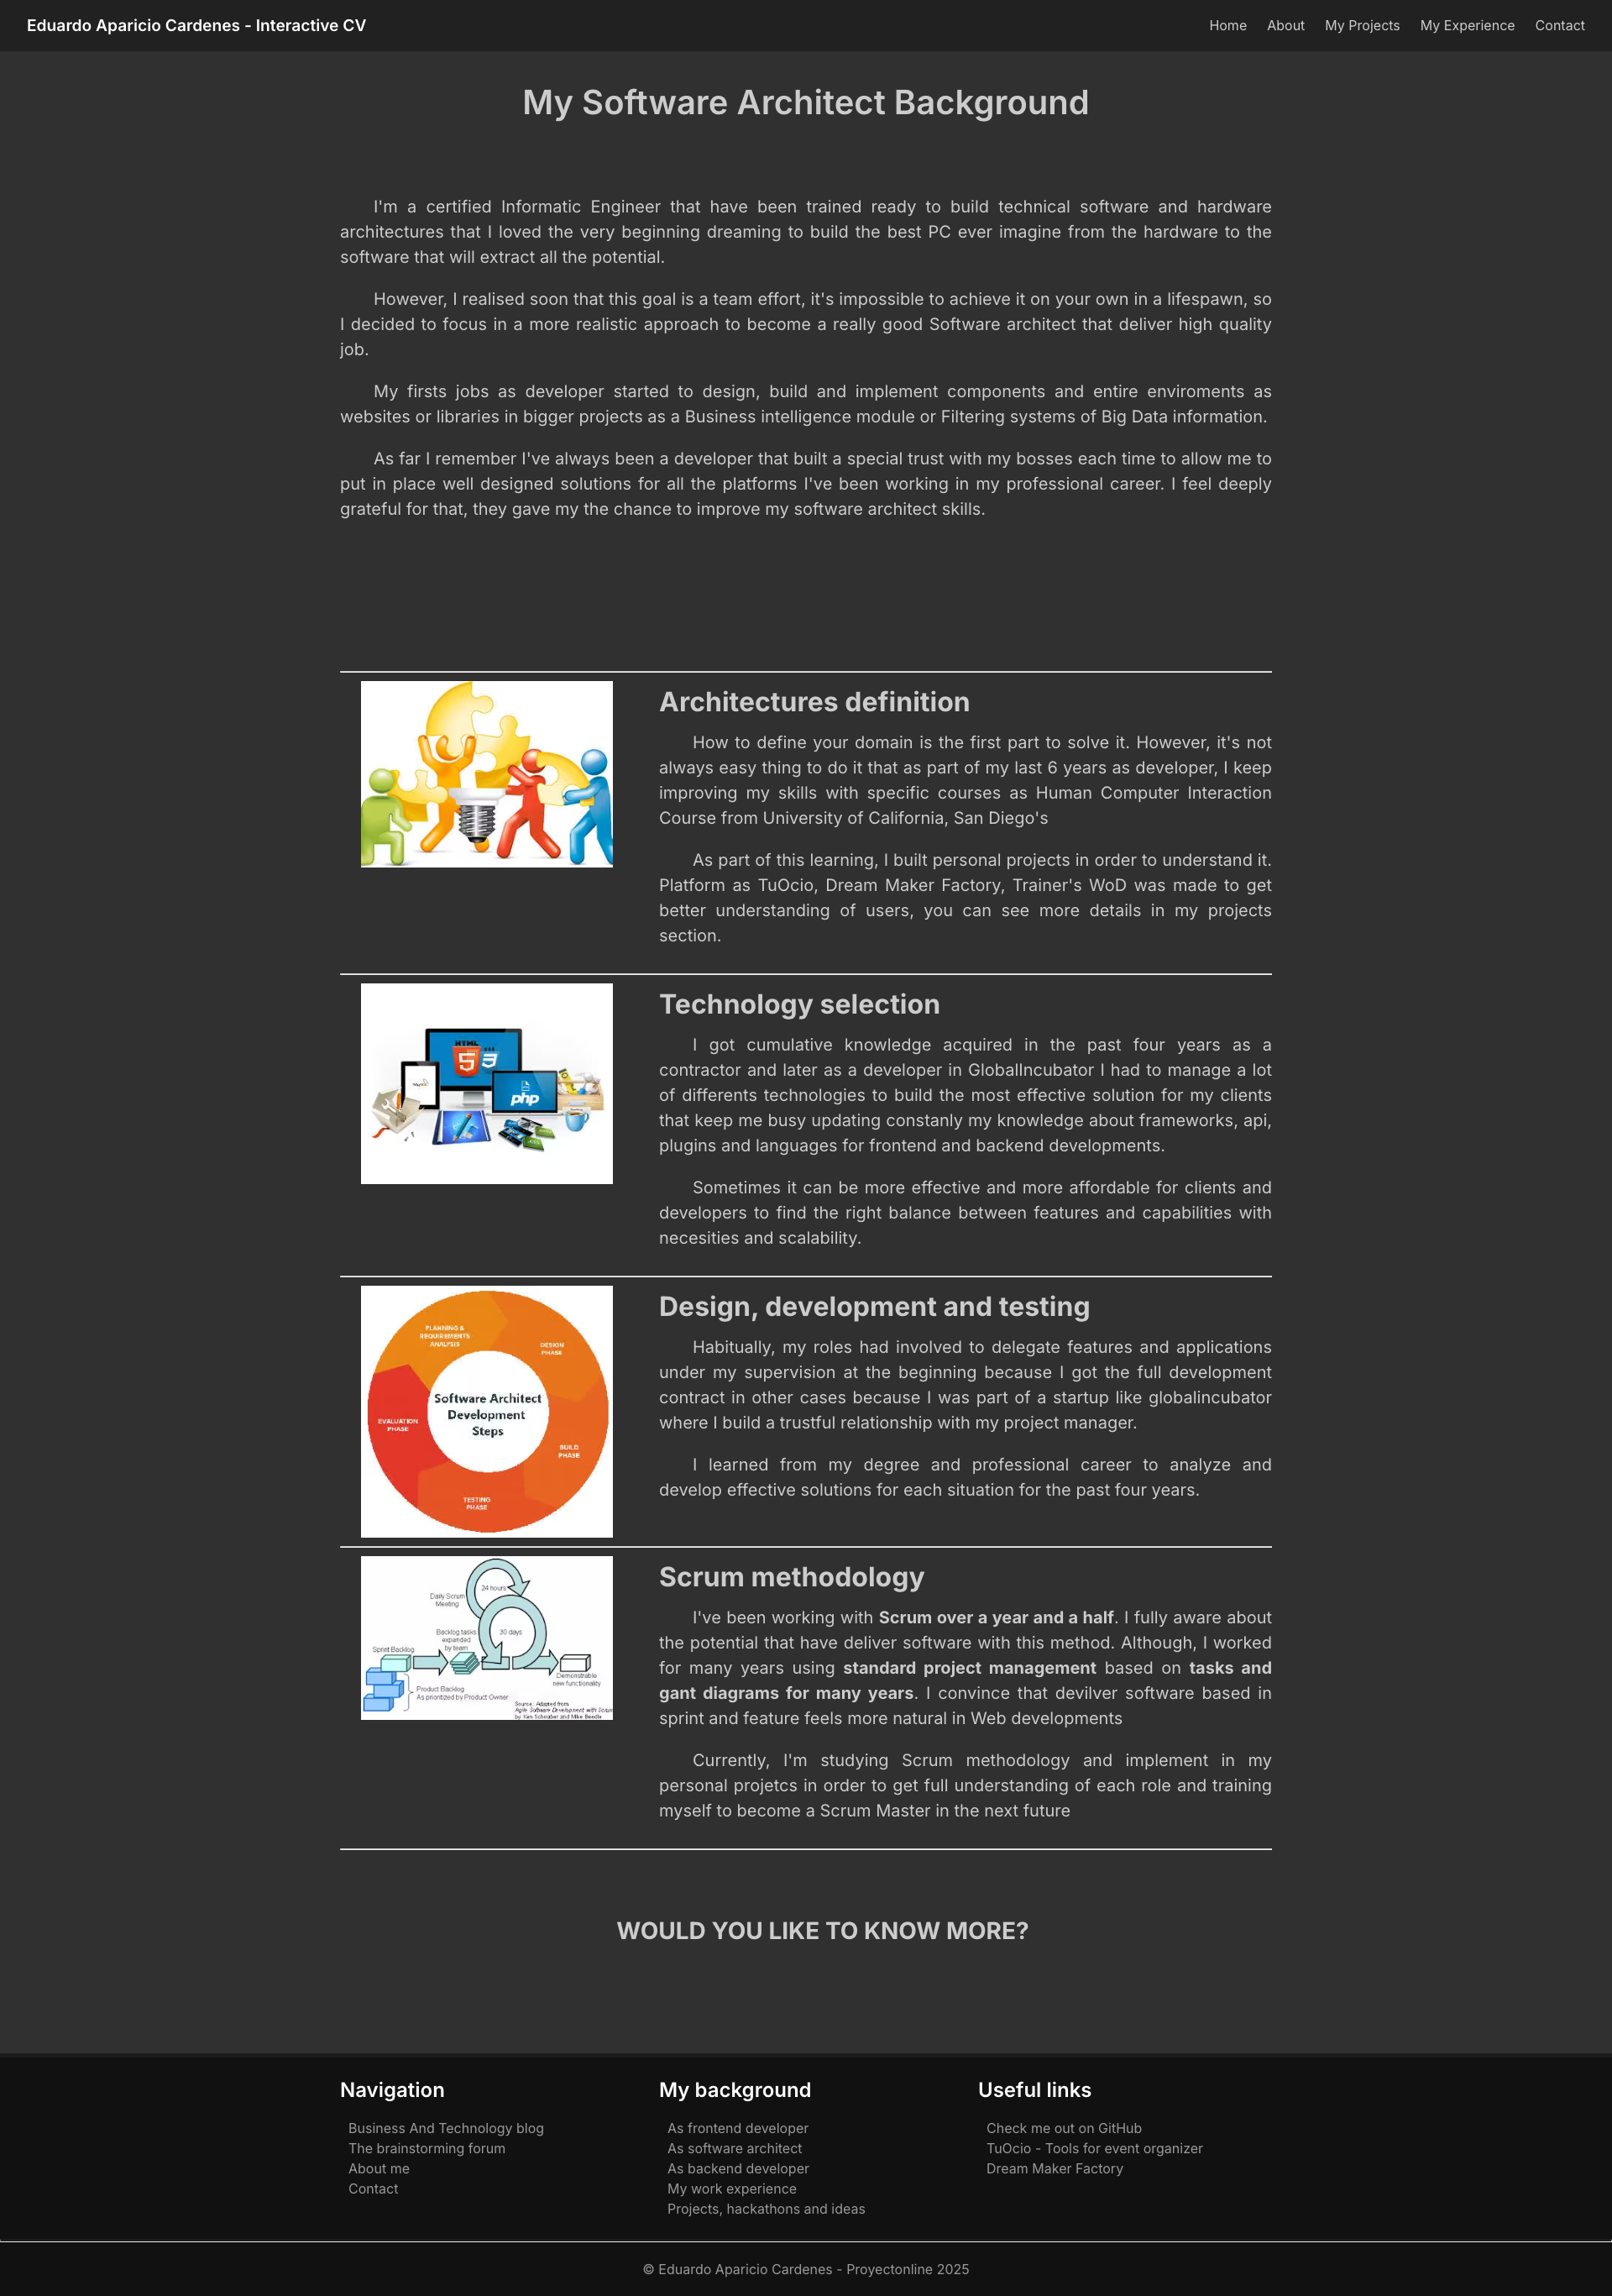 Eduardo Aparicio Cardenes - Interactive CV
Home About My Projects My Experience Contact
My Software Architect Background
I'm a certified Informatic Engineer that have been trained ready to build technical software and hardware
architectures that I loved the very beginning dreaming to build the best PC ever imagine from the hardware to the
software that will extract all the potential.
However, I realised soon that this goal is a team effort, it's impossible to achieve it on your own in a lifespawn, so
I decided to focus in a more realistic approach to become a really good Software architect that deliver high quality
job.
My firsts jobs as developer started to design, build and implement components and entire enviroments as
websites or libraries in bigger projects as a Business intelligence module or Filtering systems of Big Data information.
As far I remember I've always been a developer that built a special trust with my bosses each time to allow me to
put in place well designed solutions for all the platforms I've been working in my professional career. I feel deeply
grateful for that, they gave my the chance to improve my software architect skills.
Architectures definition
How to define your domain is the first part to solve it. However, it's not
always easy thing to do it that as part of my last 6 years as developer, I keep
improving my skills with specific courses as Human Computer Interaction
Course from University of California, San Diego's
As part of this learning, I built personal projects in order to understand it.
Platform as TuOcio, Dream Maker Factory, Trainer's WoD was made to get
better understanding of users, you can see more details in my projects
section.
HTML
5 3
php
Technology selection
I got cumulative knowledge acquired in the past four years as a
contractor and later as a developer in GlobalIncubator I had to manage a lot
of differents technologies to build the most effective solution for my clients
that keep me busy updating constanly my knowledge about frameworks, api,
plugins and languages for frontend and backend developments.
Sometimes it can be more effective and more affordable for clients and
developers to find the right balance between features and capabilities with
necesities and scalability.
PLANNING &
REQUIREMENTS
ANALYSIS
DESIGN
PHASE
Software Architect
Development
Steps
EVALUATION
PHASE
BUILD
PHASE
TESTING
PHASE
Design, development and testing
Habitually, my roles had involved to delegate features and applications
under my supervision at the beginning because I got the full development
contract in other cases because I was part of a startup like globalincubator
where I build a trustful relationship with my project manager.
I learned from my degree and professional career to analyze and
develop effective solutions for each situation for the past four years.
24 hours
Daily Scrum
Meeting
Backlog tasks
expanded
by team
30 days
Sprint Backlog
Demonstrable
new functionality
Product Backlog
As prioritized by Product Owner
Source: Adapted from
Agile Software Development with Scrum
by Ken Schwaber and Mike Beedle
Scrum methodology
I've been working with Scrum over a year and a half. I fully aware about
the potential that have deliver software with this method. Although, I worked
for many years using standard project management based on tasks and
gant diagrams for many years. I convince that devilver software based in
sprint and feature feels more natural in Web developments
Currently, I'm studying Scrum methodology and implement in my
personal projetcs in order to get full understanding of each role and training
myself to become a Scrum Master in the next future
WOULD YOU LIKE TO KNOW MORE?
Navigation
Business And Technology blog
The brainstorming forum
About me
Contact
My background
As frontend developer
As software architect
As backend developer
My work experience
Projects, hackathons and ideas
Useful links
Check me out on GitHub
TuOcio - Tools for event organizer
Dream Maker Factory
© Eduardo Aparicio Cardenes - Proyectonline 2025